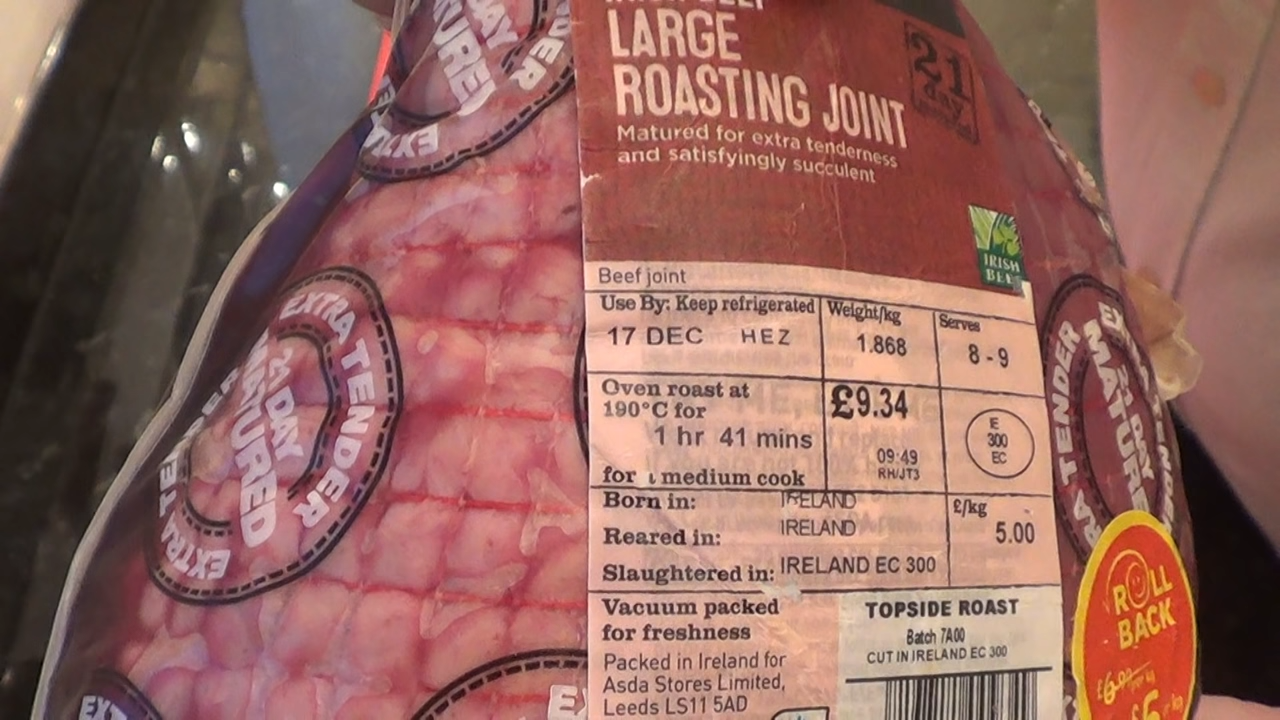 LARGE
ROASTING JOINT
Matured for extra tenderness
and satisfyingly succulent
21
DAY
IRISH
BEEF
Beef joint
Use By: Keep refrigerated
17 DEC HEZ
Weight/kg
1.868
Serves
8 - 9
Oven roast at
190°C for
1 hr 41 mins
for a medium cook
£9.34
09:49
RH/JT3
E
300
EC
Born in: IRELAND
Reared in: IRELAND
Slaughtered in: IRELAND EC 300
£/kg
5.00
Vacuum packed
for freshness
Packed in Ireland for
Asda Stores Limited,
Leeds LS11 5AD
TOPSIDE ROAST
Batch 7A00
CUT IN IRELAND EC 300
ROLL
BACK
EXTRA TENDER
21 DAY
MATURED
EXTRA TENDER
MATURED